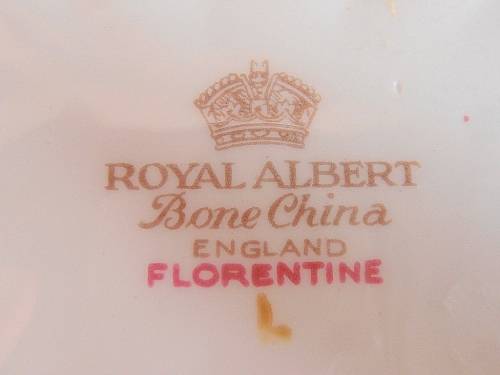 ROYAL ALBERT
Bone China
ENGLAND
FLORENTINE
L